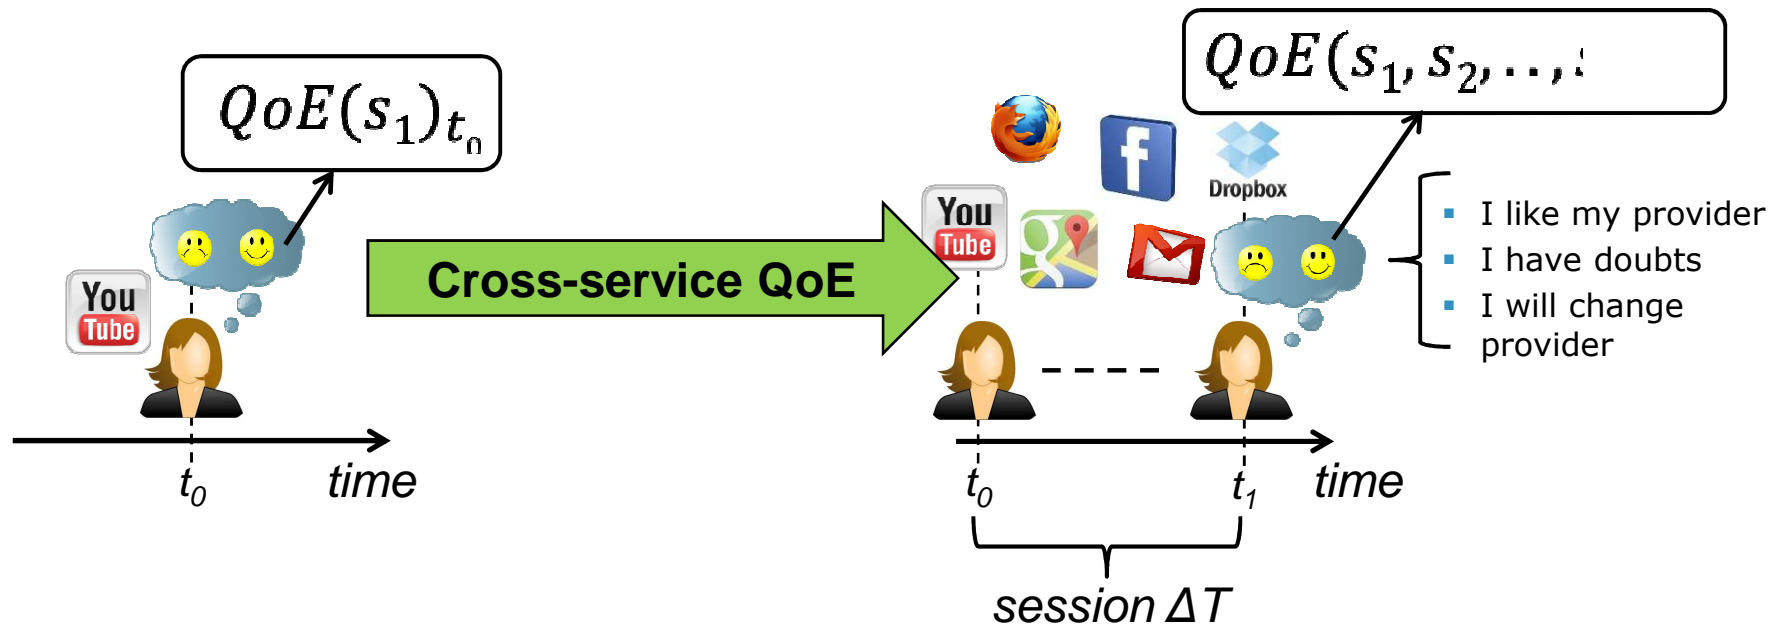 QoE(s₁)ₜ₀
You
Tube
t₀
time
Cross-service QoE
QoE(s₁, s₂, . . ,
f
Dropbox
You
Tube
g
▪ I like my provider
▪ I have doubts
▪ I will change
provider
t₀
t₁
time
session ΔT